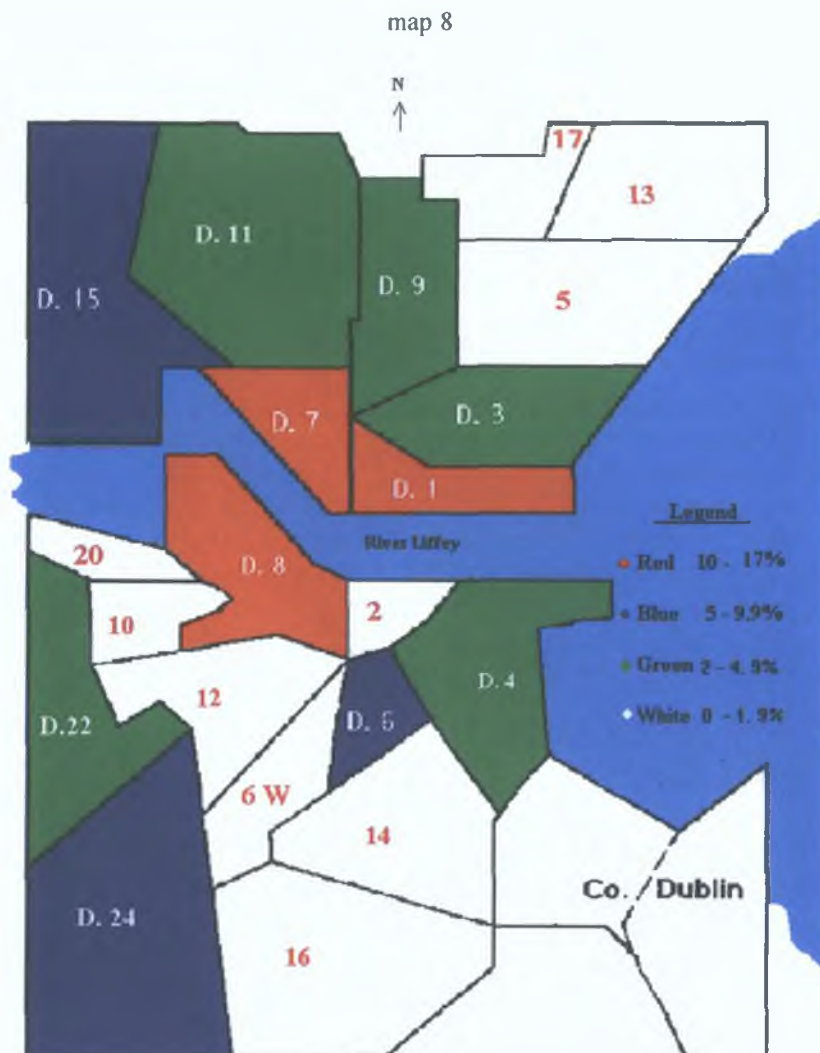 map 8
N
17
13
D. 11
D. 9
D. 15
5
D. 7
D. 3
D. 1
Legend
River Liffey
20
D. 8
Red 10 - 17%
10
2
Blue 5 - 9.9%
Green 2 - 4.9%
D. 4
12
D. 6
D.22
White 0 - 1.9%
6 W
14
Co. Dublin
D. 24
16